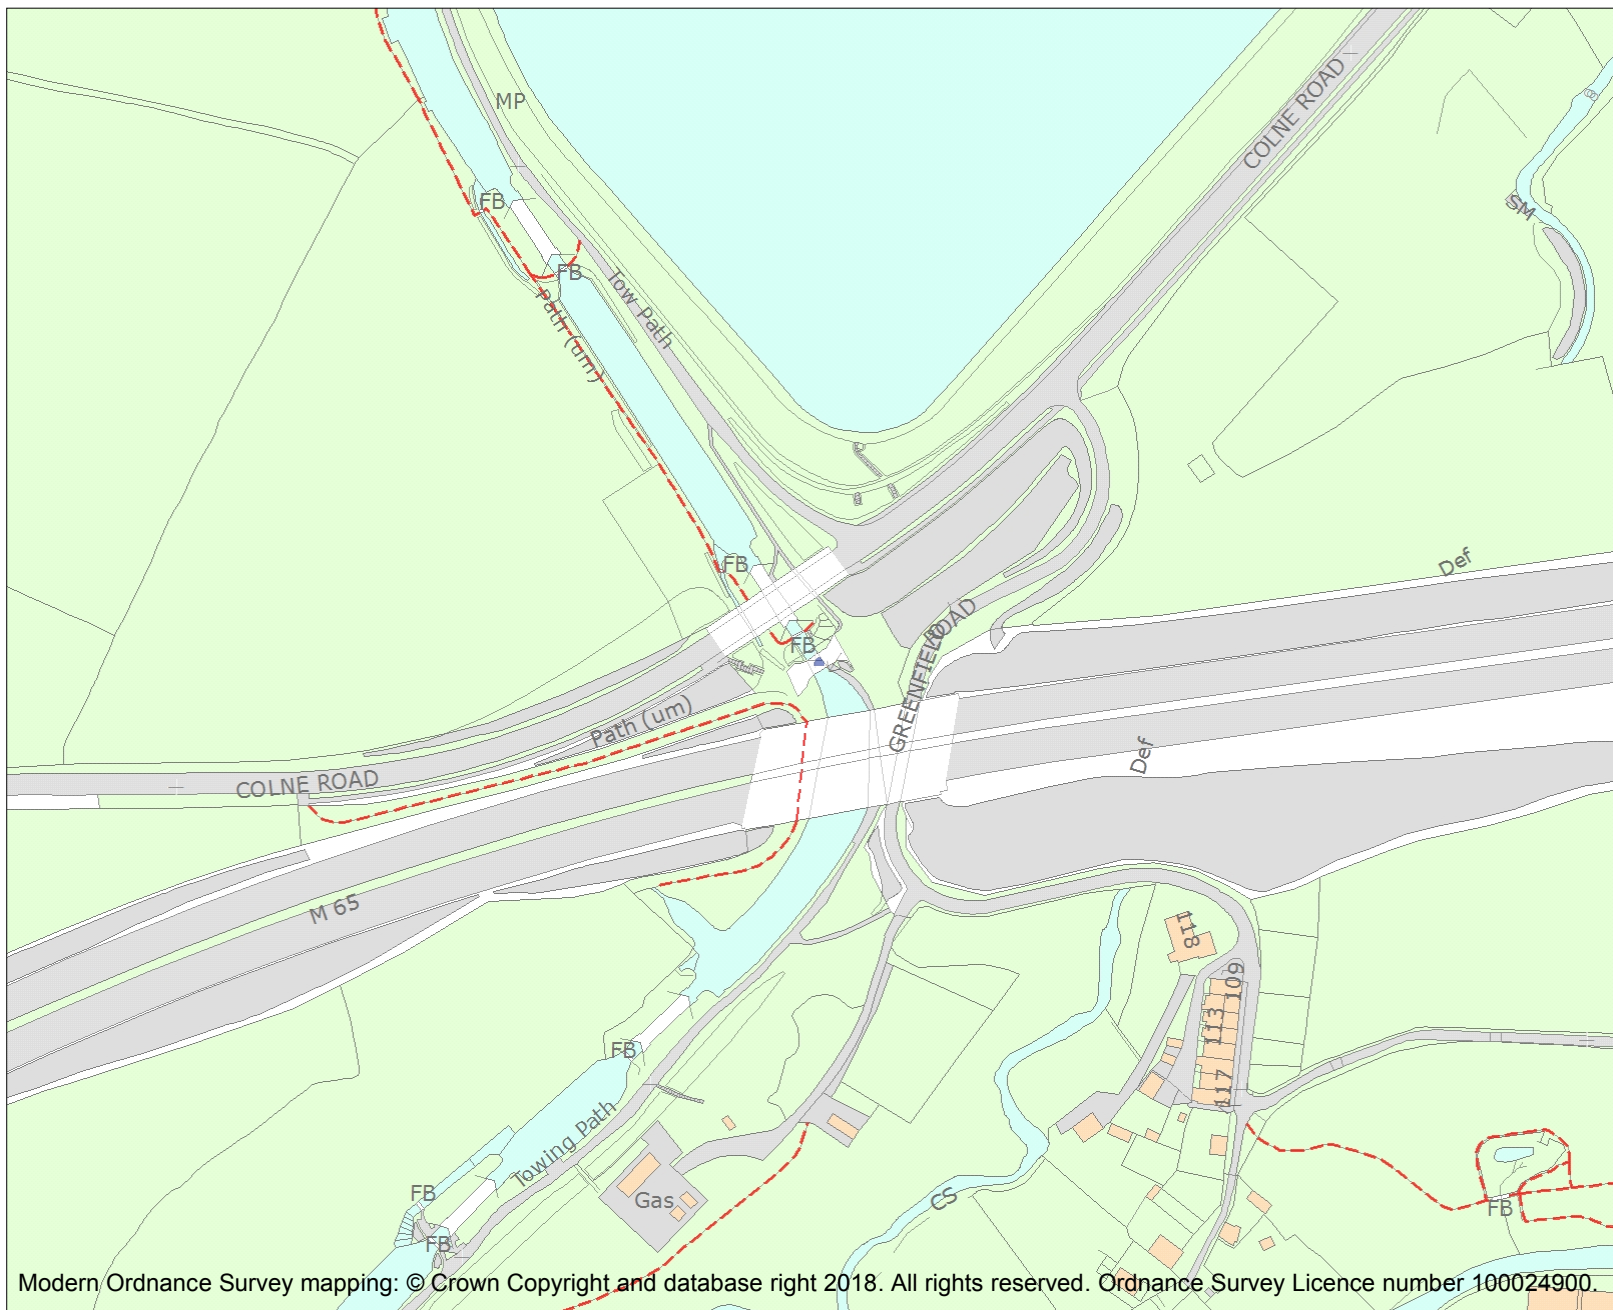 MP
COLNE ROAD
FB
SM
FB
Tow Path
Path (um)
FB
Def
GREENFIELD ROAD
FB
Path (um)
Def
COLNE ROAD
M 65
118
109
113
FB
117
Towing Path
FB
Gas
CS
FB
FB
Modern Ordnance Survey mapping: © Crown Copyright and database right 2018. All rights reserved. Ordnance Survey Licence number 100024900.